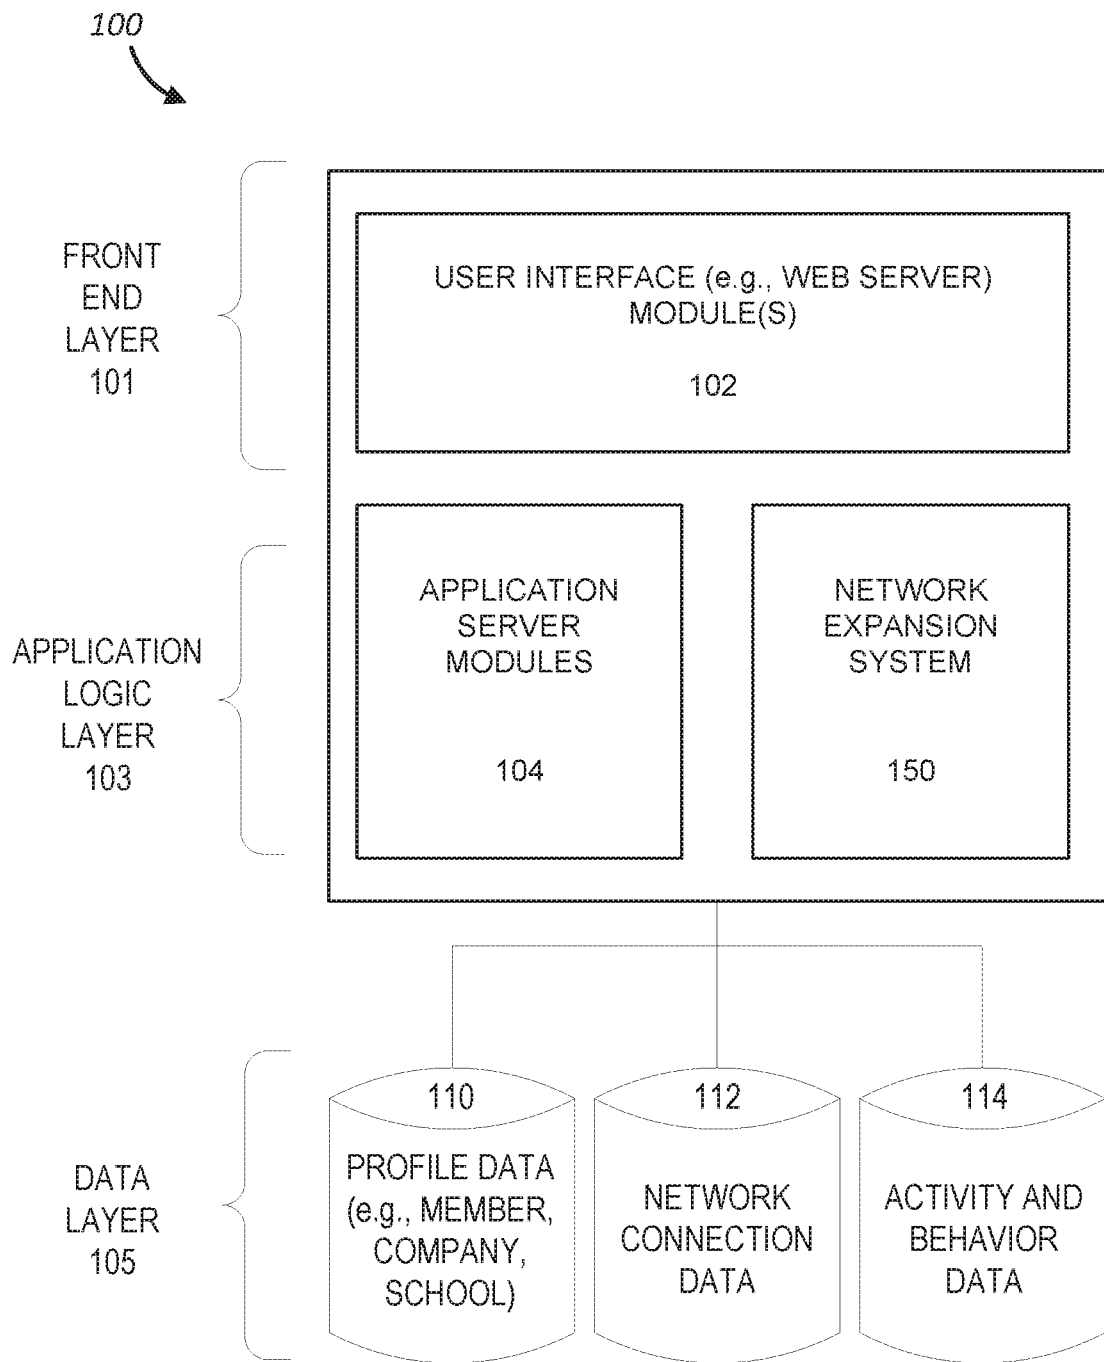 100
FRONT
END
LAYER
101
USER INTERFACE (e.g., WEB SERVER)
MODULE(S)
102
APPLICATION
LOGIC
LAYER
103
APPLICATION
SERVER
MODULES
104
NETWORK
EXPANSION
SYSTEM
150
DATA
LAYER
105
110
PROFILE DATA
(e.g., MEMBER,
COMPANY,
SCHOOL)
112
NETWORK
CONNECTION
DATA
114
ACTIVITY AND
BEHAVIOR
DATA